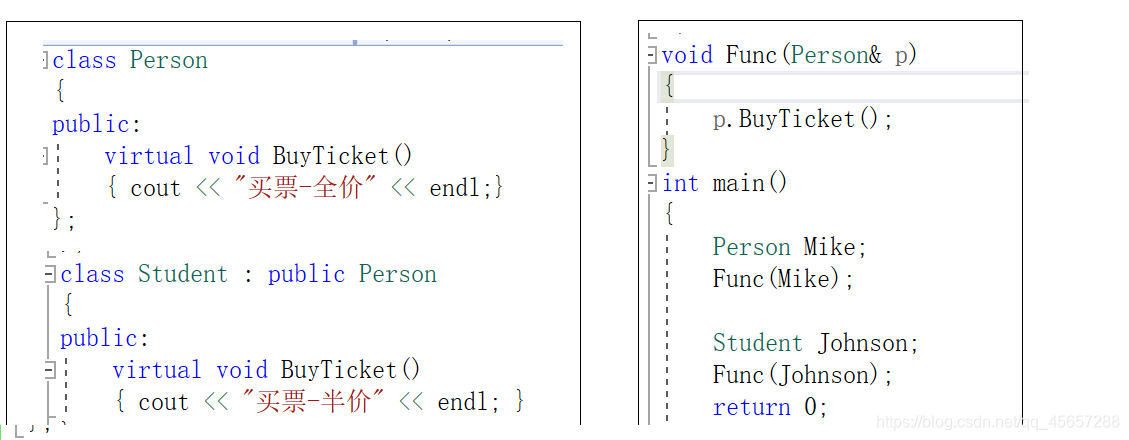 class Person
{
public:
virtual void BuyTicket()
{ cout << "买票-全价" << endl;}
};
class Student : public Person
{
public:
virtual void BuyTicket()
{ cout << "买票-半价" << endl; }
};
void Func(Person& p)
{
p.BuyTicket();
}
int main()
{
Person Mike;
Func(Mike);
Student Johnson;
Func(Johnson);
return 0;
https://blog.csdn.net/qq_45657288